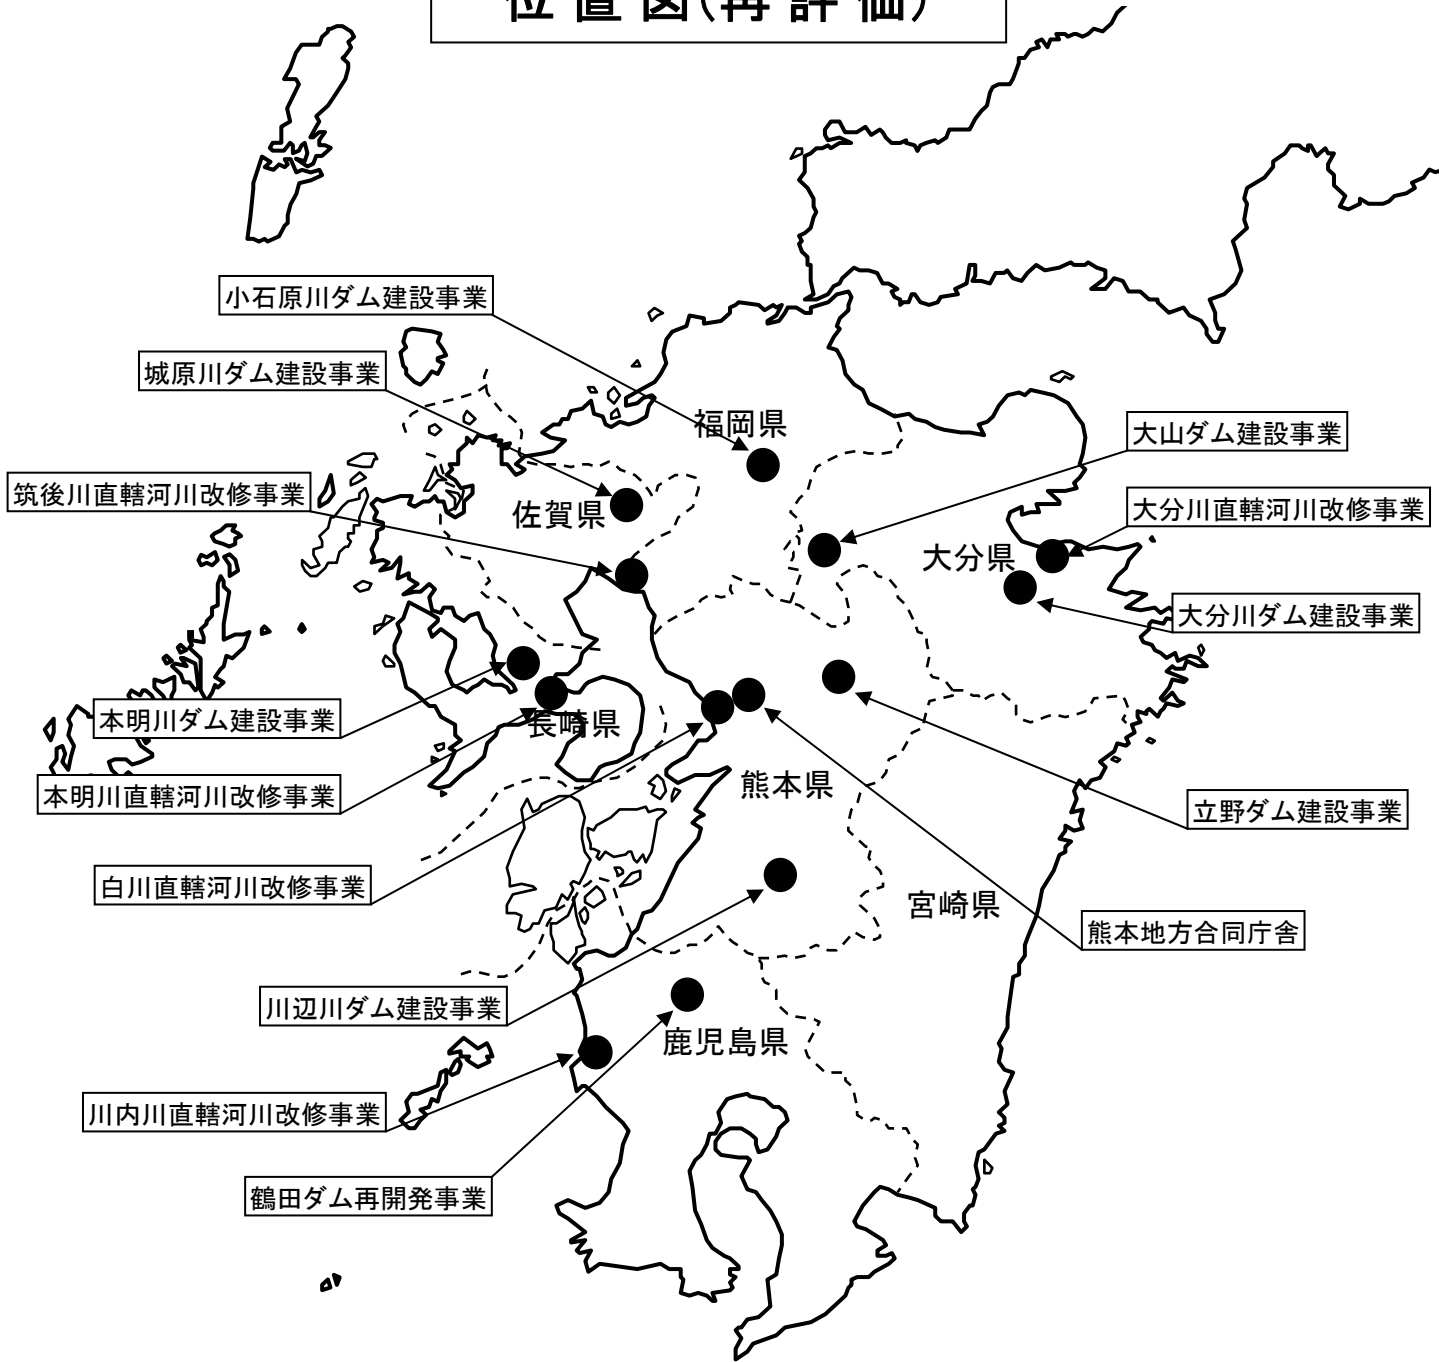 位置図(再評価)
小石原川ダム建設事業
城原川ダム建設事業
福岡県
大山ダム建設事業
筑後川直轄河川改修事業
佐賀県
大分川直轄河川改修事業
大分県
大分川ダム建設事業
本明川ダム建設事業
長崎県
本明川直轄河川改修事業
熊本県
立野ダム建設事業
白川直轄河川改修事業
宮崎県
熊本地方合同庁舎
川辺川ダム建設事業
鹿児島県
川内川直轄河川改修事業
鶴田ダム再開発事業